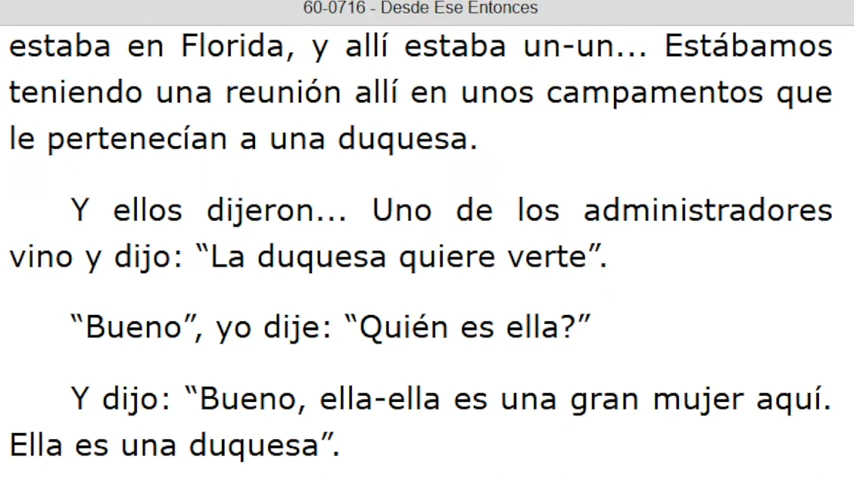 60-0716 - Desde Ese Entonces
estaba en Florida, y allí estaba un-un... Estábamos
teniendo una reunión allí en unos campamentos que
le pertenecían a una duquesa.
Y ellos dijeron... Uno de los administradores
vino y dijo: “La duquesa quiere verte”.
“Bueno”, yo dije: “Quién es ella?”
Y dijo: “Bueno, ella-ella es una gran mujer aquí.
Ella es una duquesa”.